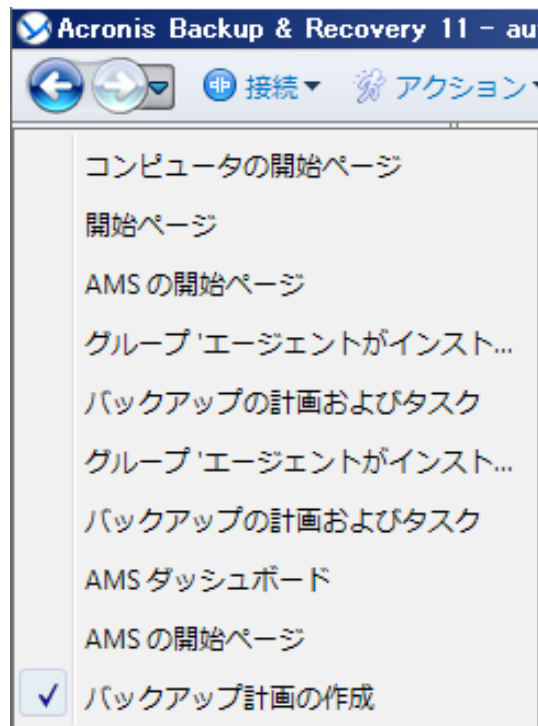 Acronis Backup & Recovery 11 - au
接続 アクション
コンピュータの開始ページ
開始ページ
AMS の開始ページ
グループ 'エージェントがインスト...
バックアップの計画およびタスク
グループ 'エージェントがインスト...
バックアップの計画およびタスク
AMS ダッシュボード
AMS の開始ページ
バックアップ計画の作成